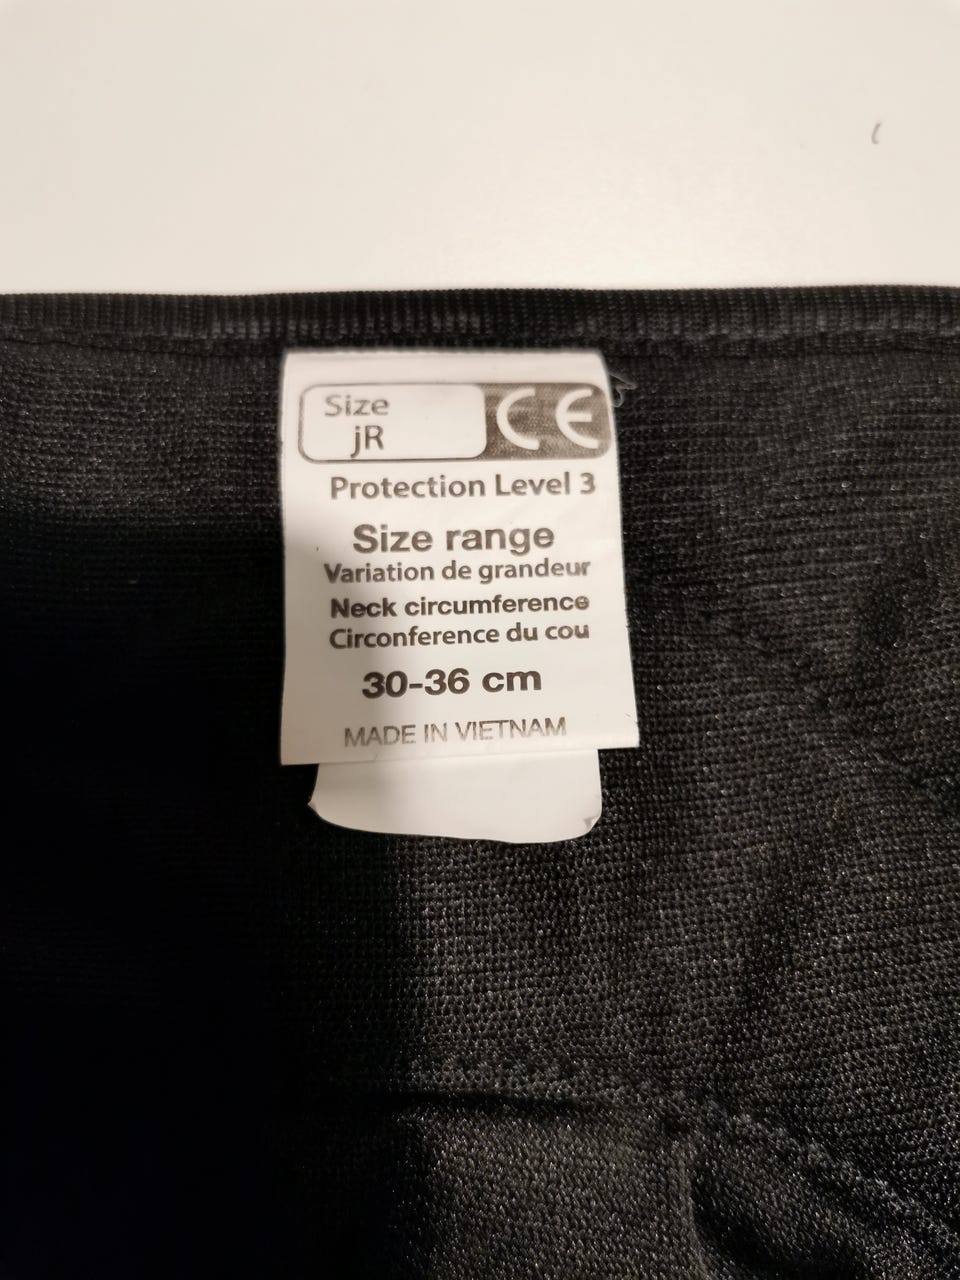 Size
jR
CE
Protection Level 3
Size range
Variation de grandeur
Neck circumference
Circonference du cou
30-36 cm
MADE IN VIETNAM